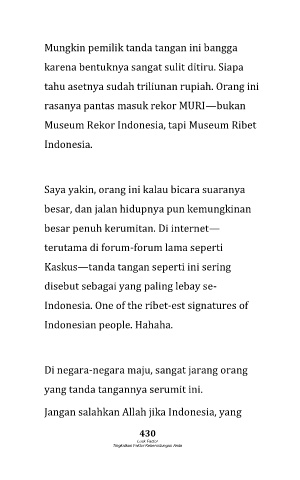 Mungkin pemilik tanda tangan ini bangga
karena bentuknya sangat sulit ditiru. Siapa
tahu asetnya sudah triliunan rupiah. Orang ini
rasanya pantas masuk rekor MURI—bukan
Museum Rekor Indonesia, tapi Museum Ribet
Indonesia.
Saya yakin, orang ini kalau bicara suaranya
besar, dan jalan hidupnya pun kemungkinan
besar penuh kerumitan. Di internet—
terutama di forum-forum lama seperti
Kaskus—tanda tangan seperti ini sering
disebut sebagai yang paling lebay se-
Indonesia. One of the ribet-est signatures of
Indonesian people. Hahaha.
Di negara-negara maju, sangat jarang orang
yang tanda tangannya serumit ini.
Jangan salahkan Allah jika Indonesia, yang
430
Luck Factor
Tingkatkan Faktor Keberuntungan Anda